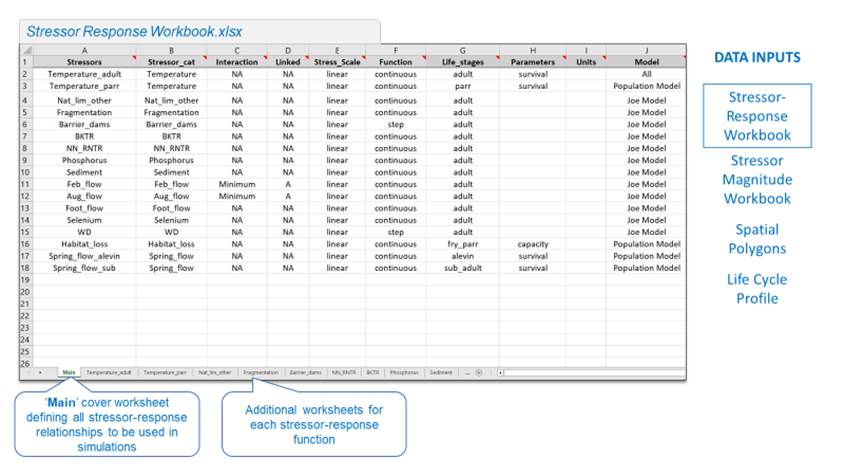 Stressor Response Workbook.xlsx
A B C D E F G H I J
1 Stressors Stressor_cat Interaction Linked Stress_Scale Function Life_stages Parameters Units Model
2 Temperature_adult Temperature NA NA linear continuous adult survival All
3 Temperature_parr Temperature NA NA linear continuous parr survival Population Model
4 Nat_lim_other Nat_lim_other NA NA linear continuous adult Joe Model
5 Fragmentation Fragmentation NA NA linear continuous adult Joe Model
6 Barrier_dams Barrier_dams NA NA linear step adult Joe Model
7 BKTR BKTR NA NA linear continuous adult Joe Model
8 NN_RNTR NN_RNTR NA NA linear continuous adult Joe Model
9 Phosphorus Phosphorus NA NA linear continuous adult Joe Model
10 Sediment Sediment NA NA linear continuous adult Joe Model
11 Feb_flow Feb_flow Minimum A linear continuous adult Joe Model
12 Aug_flow Aug_flow Minimum A linear continuous adult Joe Model
13 Foot_flow Foot_flow NA NA linear continuous adult Joe Model
14 Selenium Selenium NA NA linear continuous adult Joe Model
15 WD WD NA NA linear step adult Joe Model
16 Habitat_loss Habitat_loss NA NA linear continuous fry_parr capacity Population Model
17 Spring_flow_alevin Spring_flow NA NA linear continuous alevin survival Population Model
18 Spring_flow_sub Spring_flow NA NA linear continuous sub_adult survival Population Model
19
20
21
22
23
24
25
26
Main Temperature_adult Temperature_parr Nat_lim_other Fragmentation Barrier_dams NN_RNTR BKTR Phosphorus Sediment ...
'Main' cover worksheet
defining all stressor-response
relationships to be used in
simulations
Additional worksheets for
each stressor-response
function
DATA INPUTS
Stressor-
Response
Workbook
Stressor
Magnitude
Workbook
Spatial
Polygons
Life Cycle
Profile